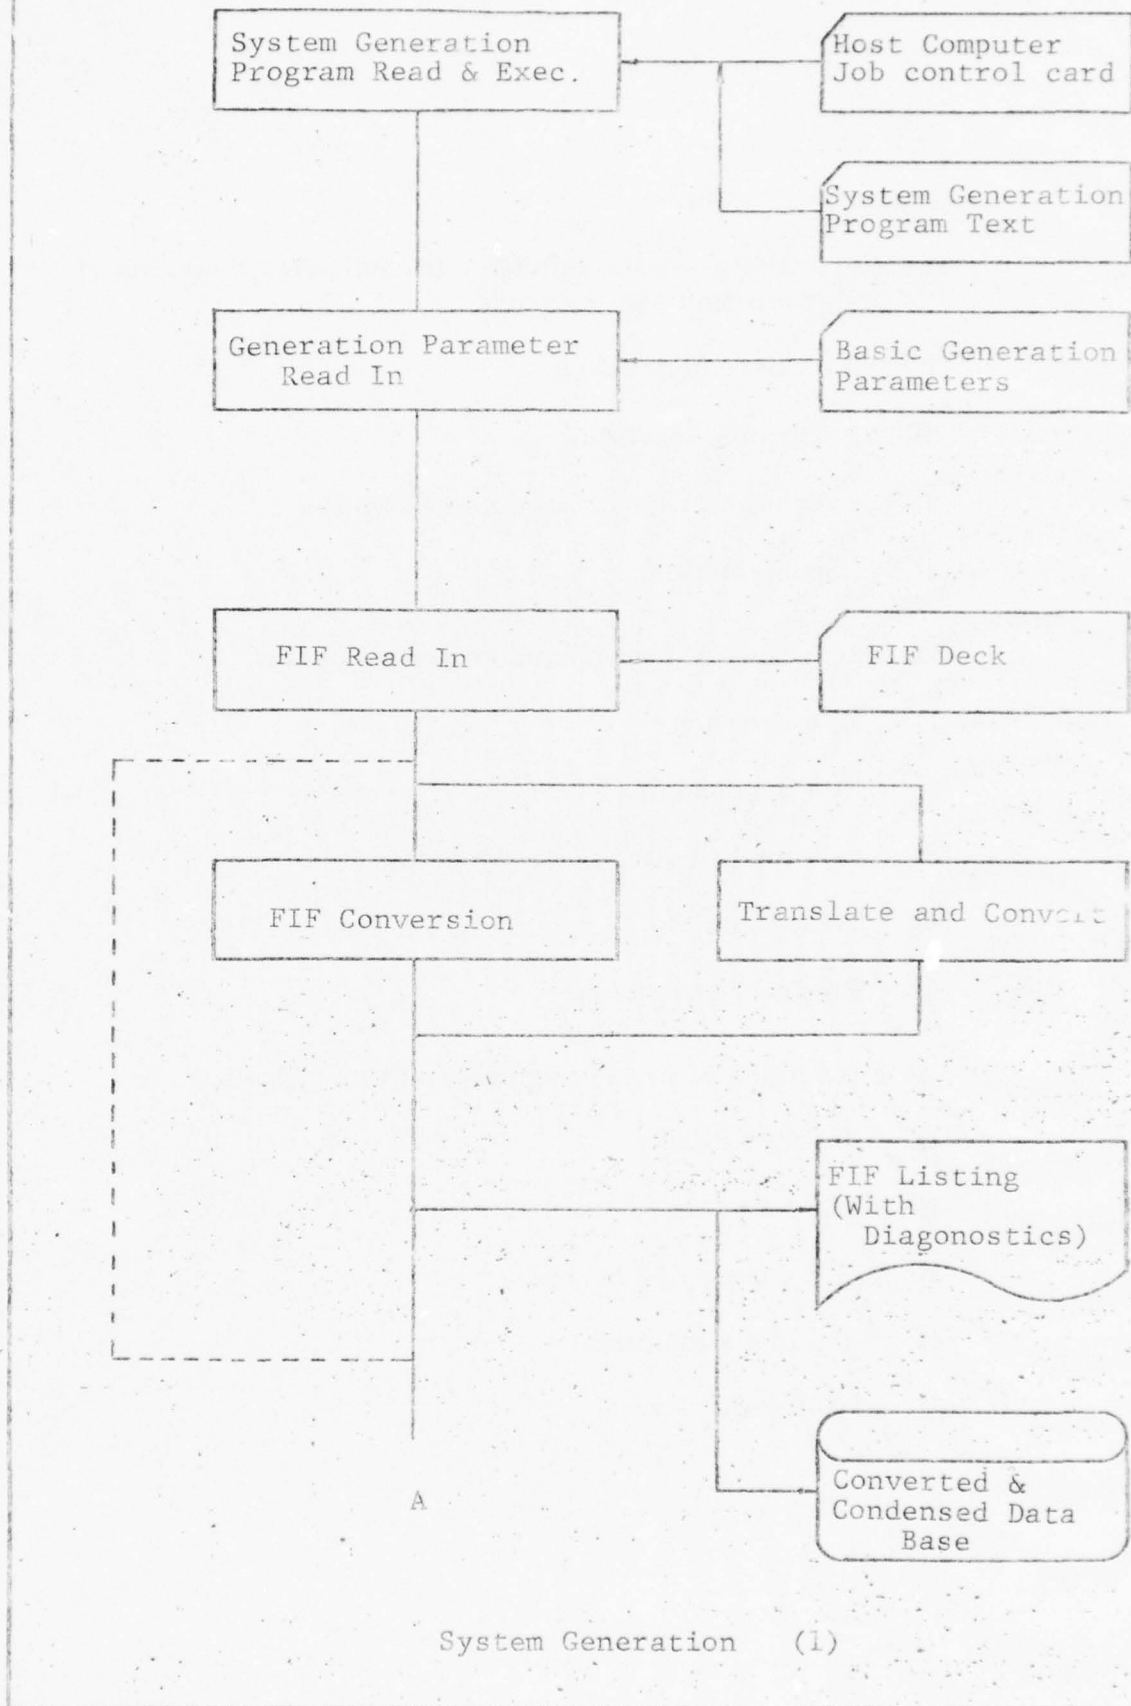 System Generation
Program Read & Exec.
Host Computer
Job control card
System Generation
Program Text
Generation Parameter
Read In
Basic Generation
Parameters
FIF Read In
FIF Deck
FIF Conversion
Translate and Convert
FIF Listing
(With
Diagonostics)
Converted &
Condensed Data
Base
A
System Generation (1)